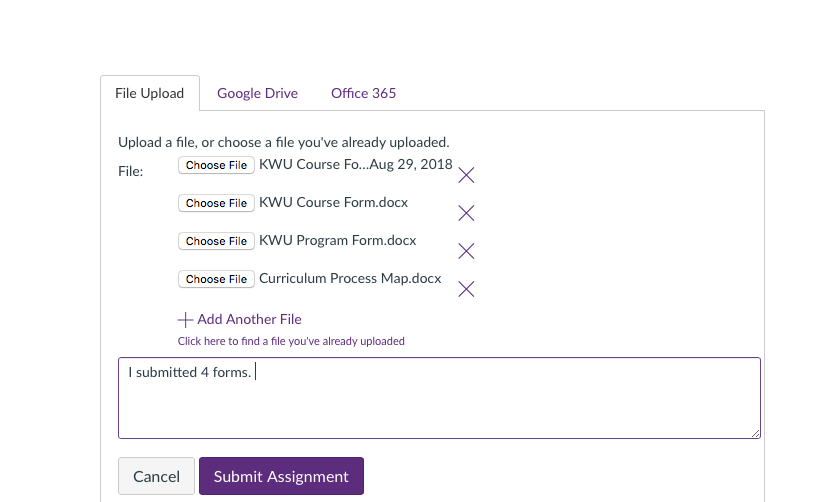 File Upload Google Drive Office 365
Upload a file, or choose a file you've already uploaded.
File: Choose File KWU Course Fo...Aug 29, 2018
Choose File KWU Course Form.docx
Choose File KWU Program Form.docx
Choose File Curriculum Process Map.docx
Add Another File
Click here to find a file you've already uploaded
I submitted 4 forms.
Cancel Submit Assignment